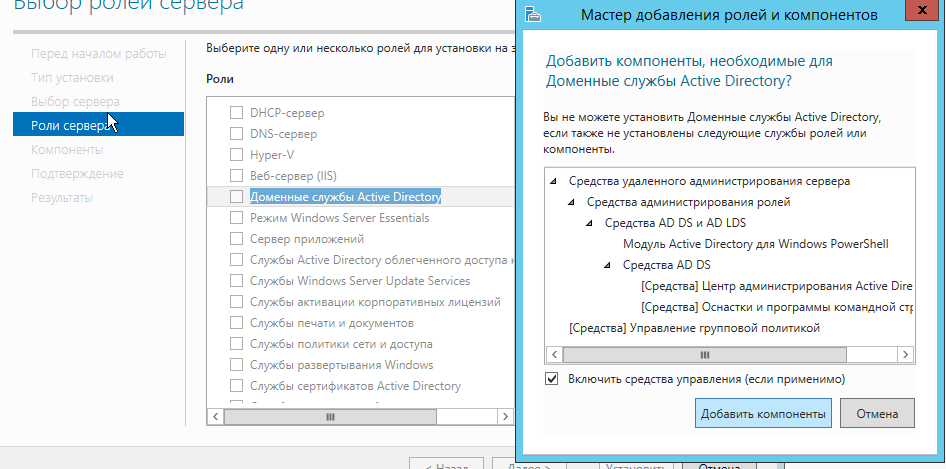 Выбор ролей сервера
Перед началом работы
Тип установки
Выбор сервера
Роли сервера
Компоненты
Подтверждение
Результаты
Выберите одну или несколько ролей для установки на
Роли
DHCP-сервер
DNS-сервер
Hyper-V
Веб-сервер (IIS)
Доменные службы Active Directory
Режим Windows Server Essentials
Сервер приложений
Службы Active Directory облегченного доступа
Службы Windows Server Update Services
Службы активации корпоративных лицензий
Службы печати и документов
Службы политики сети и доступа
Службы развертывания Windows
Службы сертификатов Active Directory
< Назад
Далее >
Установить
Отмена
Мастер добавления ролей и компонентов
x
Добавить компоненты, необходимые для
Доменные службы Active Directory?
Вы не можете установить Доменные службы Active Directory,
если также не установлены следующие службы ролей или
компоненты.
Средства удаленного администрирования сервера
Средства администрирования ролей
Средства AD DS и AD LDS
Модуль Active Directory для Windows PowerShell
Средства AD DS
[Средства] Центр администрирования Active Dire
[Средства] Оснастки и программы командной стр
[Средства] Управление групповой политикой
Включить средства управления (если применимо)
Добавить компоненты
Отмена